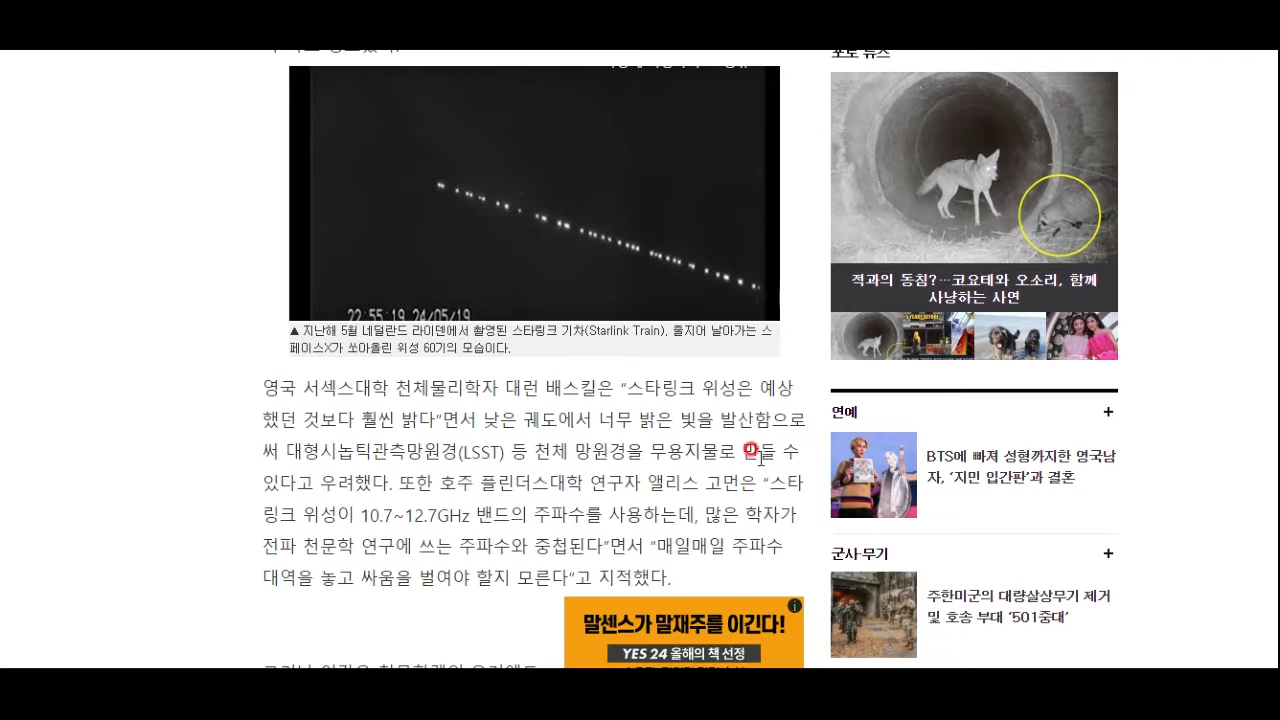 포토 뉴스
22:55:19 24/05/19
▲ 지난해 5월 네덜란드 라이덴에서 촬영된 스타링크 기차(Starlink Train), 줄지어 날아가는 스
페이스X가 쏘아올린 위성 60기의 모습이다.
영국 서섹스대학 천체물리학자 대런 배스킬은 “스타링크 위성은 예상
했던 것보다 훨씬 밝다”면서 낮은 궤도에서 너무 밝은 빛을 발산함으로
써 대형시놉틱관측망원경(LSST) 등 천체 망원경을 무용지물로 만들 수
있다고 우려했다. 또한 호주 플린더스대학 연구자 앨리스 고먼은 “스타
링크 위성이 10.7~12.7GHz 밴드의 주파수를 사용하는데, 많은 학자가
전파 천문학 연구에 쓰는 주파수와 중첩된다”면서 “매일매일 주파수
대역을 놓고 싸움을 벌여야 할지 모른다”고 지적했다.
말센스가 말재주를 이긴다!
YES 24 올해의 책 선정
적과의 동침?…코요테와 오소리, 함께
사냥하는 사연
연예 +
BTS에 빠져 성형까지한 영국남
자, ‘지민 입간판’과 결혼
군사·무기 +
주한미군의 대량살상무기 제거
및 호송 부대 ‘501중대’